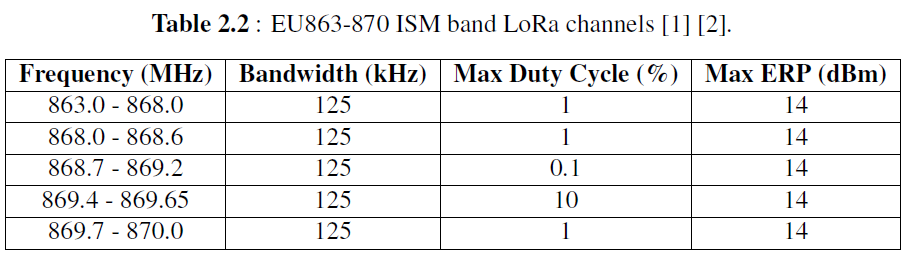 Table 2.2 : EU863-870 ISM band LoRa channels [1] [2].
Frequency (MHz) Bandwidth (kHz) Max Duty Cycle (%) Max ERP (dBm)
863.0 - 868.0 125 1 14
868.0 - 868.6 125 1 14
868.7 - 869.2 125 0.1 14
869.4 - 869.65 125 10 14
869.7 - 870.0 125 1 14